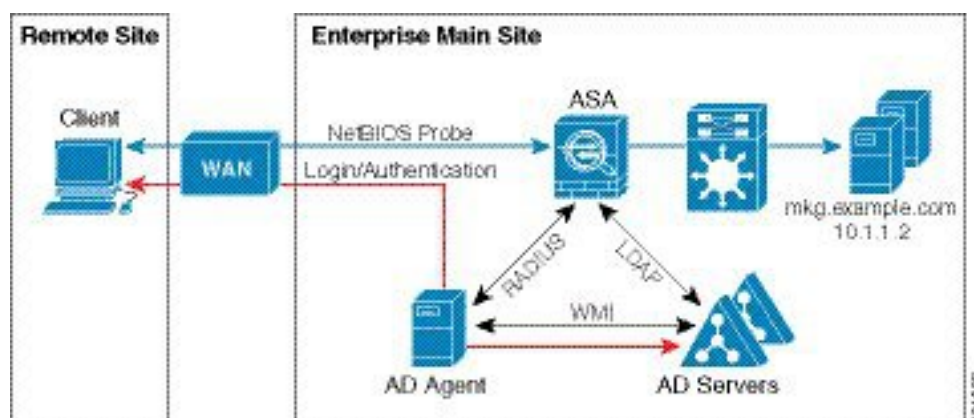 Remote Site
Enterprise Main Site
Client
WAN
NetBIOS Probe
Login/Authentication
ASA
mkg.example.com
10.1.1.2
RADIUS
LDAP
WMI
AD Agent
AD Servers